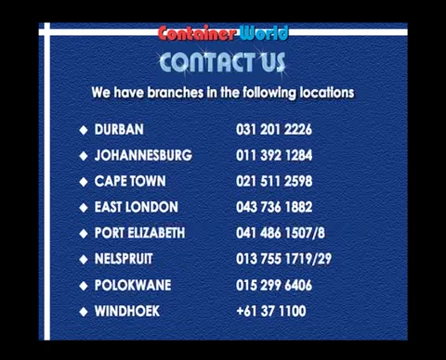 Container World
CONTACT US
We have branches in the following locations
DURBAN 031 201 2226
JOHANNESBURG 011 392 1284
CAPE TOWN 021 511 2598
EAST LONDON 043 736 1882
PORT ELIZABETH 041 486 1507/8
NELSPRUIT 013 755 1719/29
POLOKWANE 015 299 6406
WINDHOEK +61 37 1100